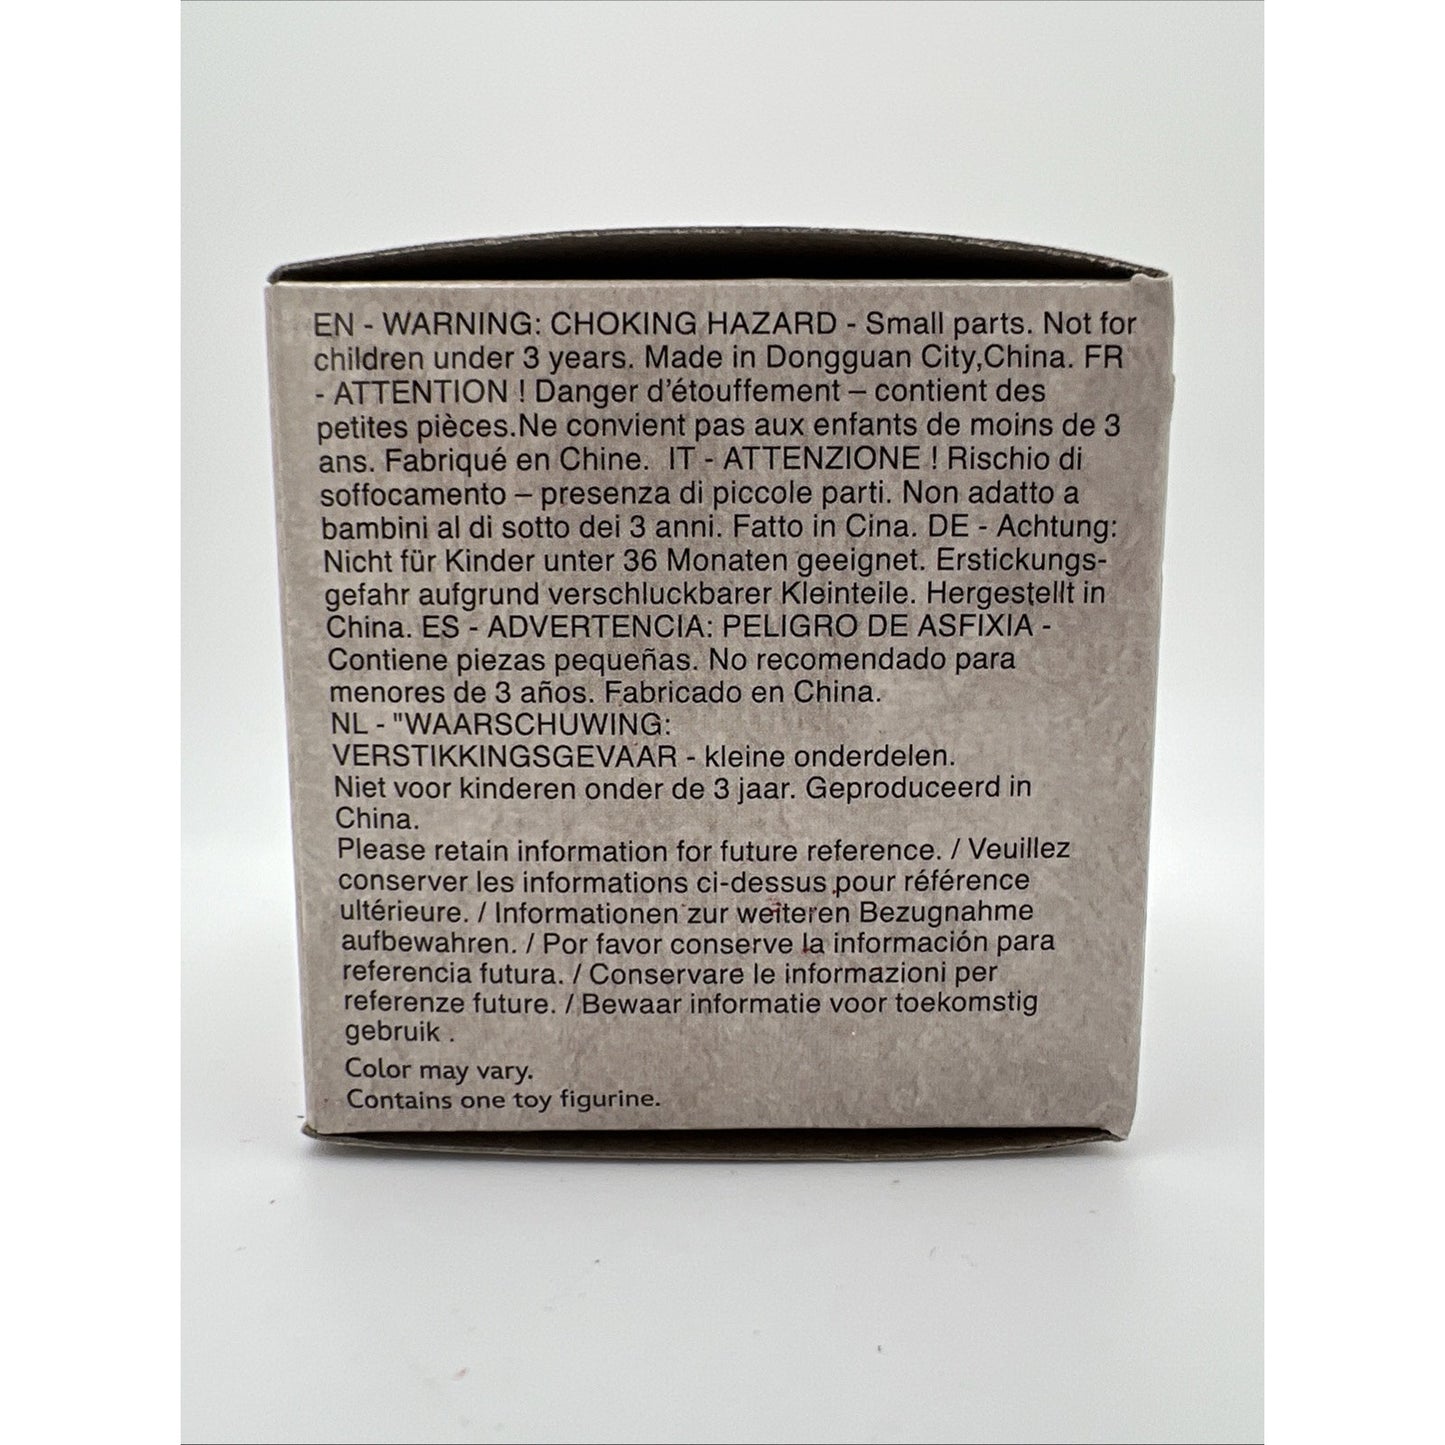 EN - WARNING: CHOKING HAZARD - Small parts. Not for
children under 3 years. Made in Dongguan City,China. FR
- ATTENTION ! Danger d'étouffement – contient des
petites pièces.Ne convient pas aux enfants de moins de 3
ans. Fabriqué en Chine.  IT - ATTENZIONE ! Rischio di
soffocamento – presenza di piccole parti. Non adatto a
bambini al di sotto dei 3 anni. Fatto in Cina. DE - Achtung:
Nicht für Kinder unter 36 Monaten geeignet. Erstickungs-
gefahr aufgrund verschluckbarer Kleinteile. Hergestellt in
China. ES - ADVERTENCIA: PELIGRO DE ASFIXIA -
Contiene piezas pequeñas. No recomendado para
menores de 3 años. Fabricado en China.
NL - "WAARSCHUWING:
VERSTIKKINGSGEVAAR - kleine onderdelen.
Niet voor kinderen onder de 3 jaar. Geproduceerd in
China.
Please retain information for future reference. / Veuillez
conserver les informations ci-dessus pour référence
ultérieure. / Informationen zur weiteren Bezugnahme
aufbewahren. / Por favor conserve la información para
referencia futura. / Conservare le informazioni per
referenze future. / Bewaar informatie voor toekomstig
gebruik .
Color may vary.
Contains one toy figurine.